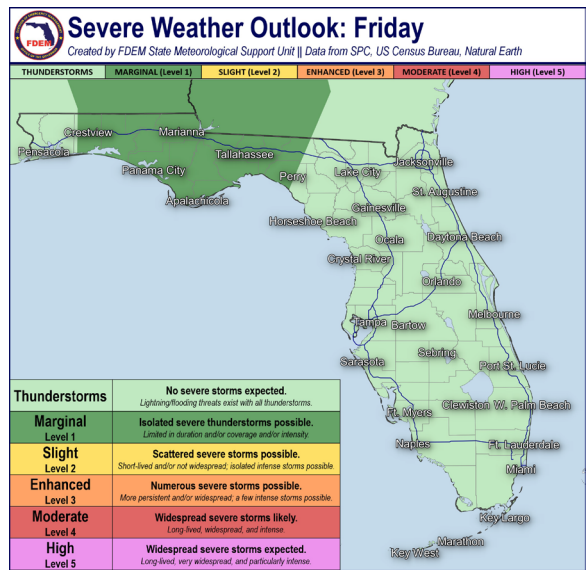 Severe Weather Outlook: Friday
FDEM
Created by FDEM State Meteorological Support Unit || Data from SPC, US Census Bureau, Natural Earth
THUNDERSTORMS
MARGINAL (Level 1)
SLIGHT (Level 2)
ENHANCED (Level 3)
MODERATE (Level 4)
HIGH (Level 5)
Crestview
Marianna
Pensacola
Tallahassee
Jacksonville
Panama City
Perry
Lake City
St. Augustine
Apalachicola
Gainesville
Horseshoe Beach
Ocala
Daytona Beach
Crystal River
Orlando
Melbourne
Tampa
Bartow
Sebring
Sarasota
Port St. Lucie
Ft. Myers
Clewiston
W. Palm Beach
Naples
Ft. Lauderdale
Miami
Key Largo
Marathon
Key West
Thunderstorms
No severe storms expected.
Lightning/flooding threats exist with all thunderstorms.
Marginal
Level 1
Isolated severe thunderstorms possible.
Limited in duration and/or coverage and/or intensity.
Slight
Level 2
Scattered severe storms possible.
Short-lived and/or not widespread; isolated intense storms possible.
Enhanced
Level 3
Numerous severe storms possible.
More persistent and/or widespread; a few intense storms possible.
Moderate
Level 4
Widespread severe storms likely.
Long-lived, widespread, and intense.
High
Level 5
Widespread severe storms expected.
Long-lived, very widespread, and particularly intense.